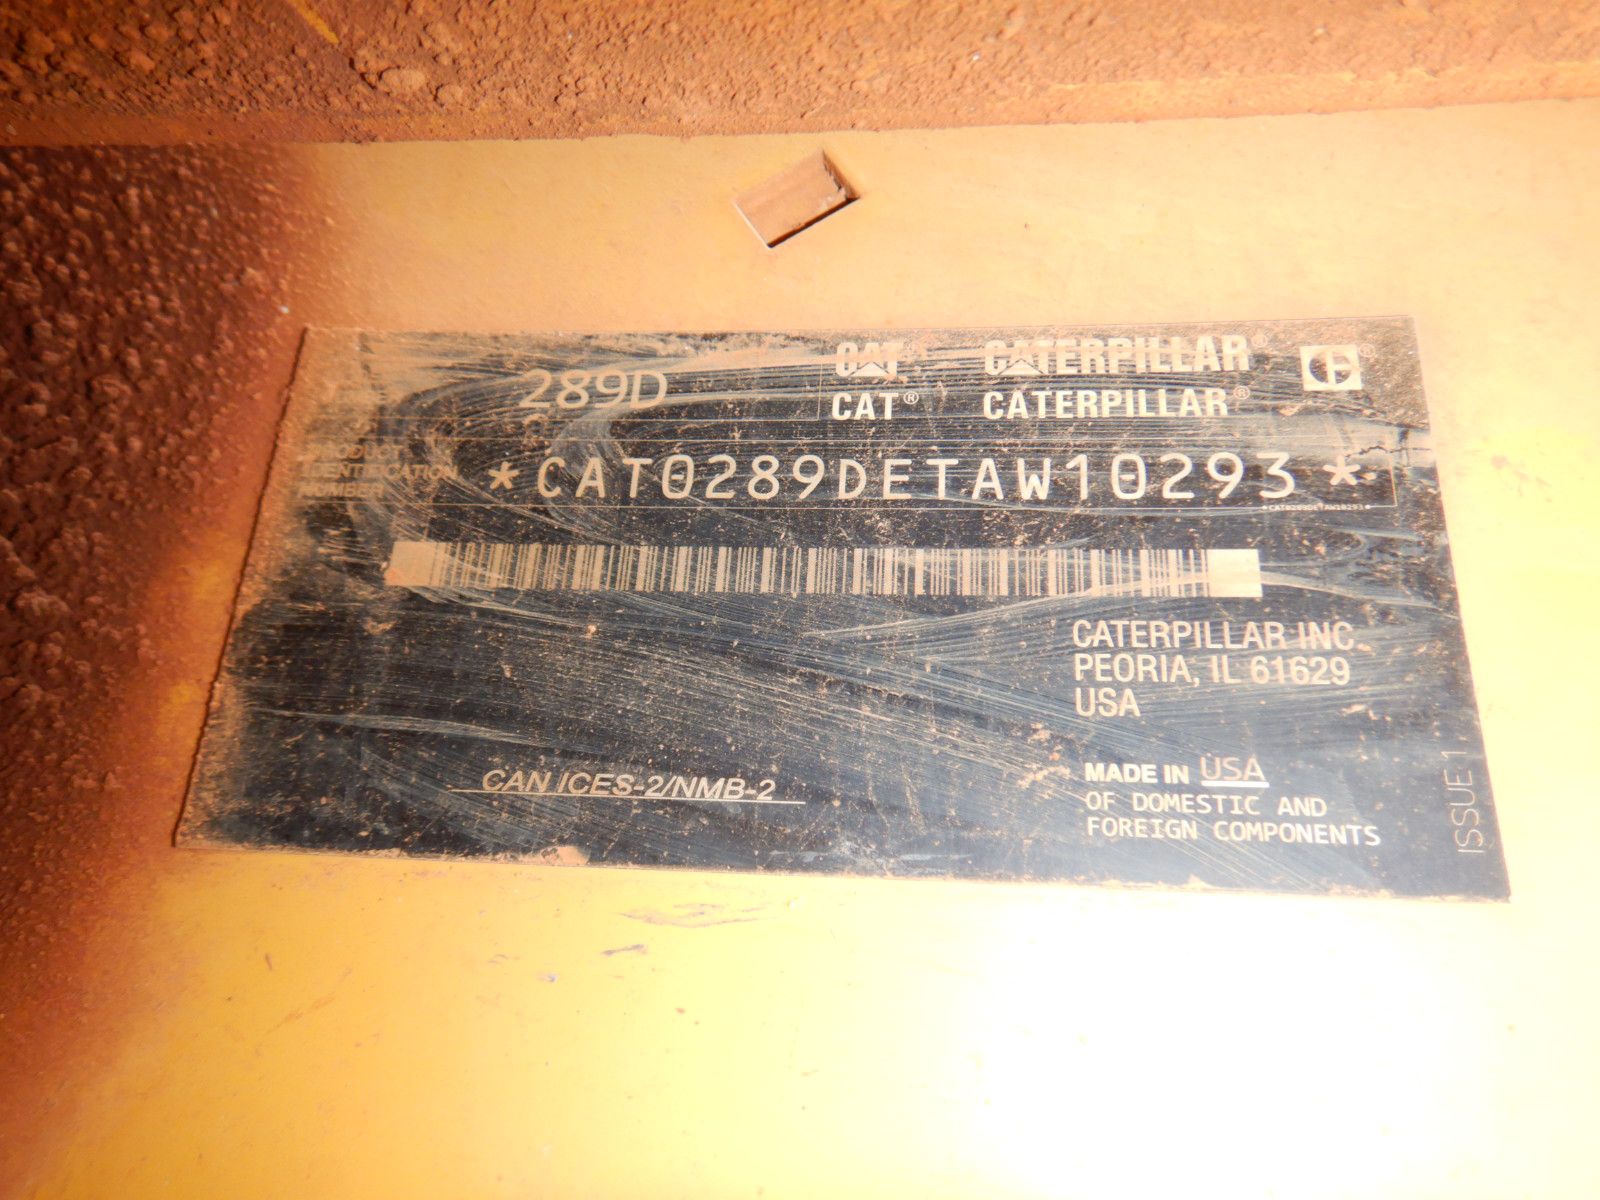 289D
CAT CATERPILLAR®
CAT® CATERPILLAR®
PRODUCT
IDENTIFICATION
*CAT0289DETAW10293*
*CAT0289DETAW10293*
CATERPILLAR INC.
PEORIA, IL 61629
USA
CAN ICES-2/NMB-2
MADE IN USA
OF DOMESTIC AND
FOREIGN COMPONENTS
ISSUE 1